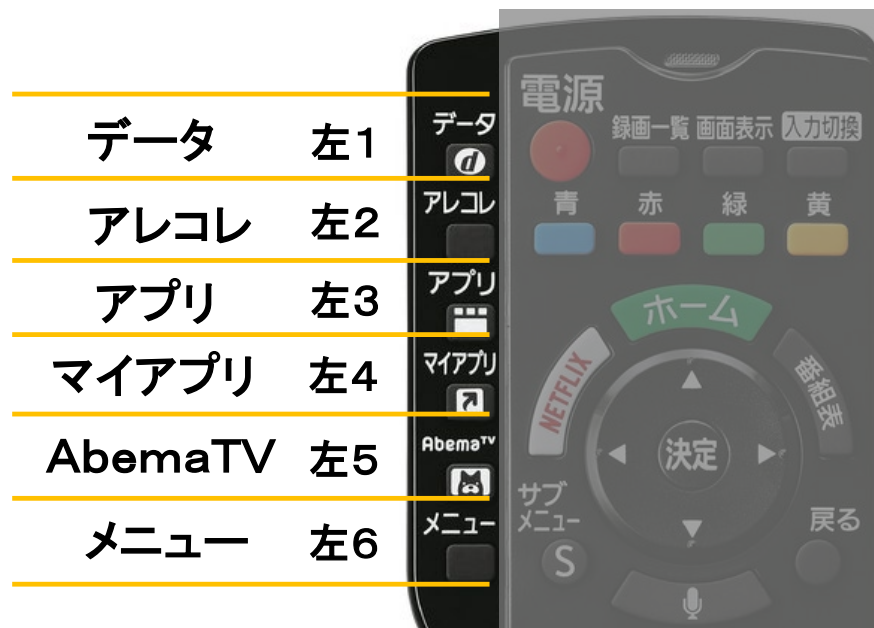 データ 左1
アレコレ 左2
アプリ 左3
マイアプリ 左4
AbemaTV 左5
メニュー 左6
データ
d
アレコレ
アプリ
マイアプリ
AbemaTV
メニュー
電源
録画一覧 画面表示 入力切換
青 赤 緑 黄
ホーム
NETFLIX
番組表
決定
サブ
メニュー
S
戻る